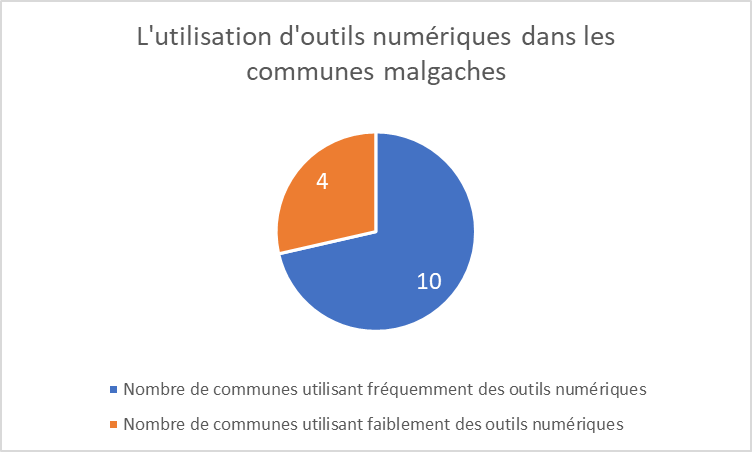 L'utilisation d'outils numériques dans les
communes malgaches
4
10
Nombre de communes utilisant fréquemment des outils numériques
Nombre de communes utilisant faiblement des outils numériques